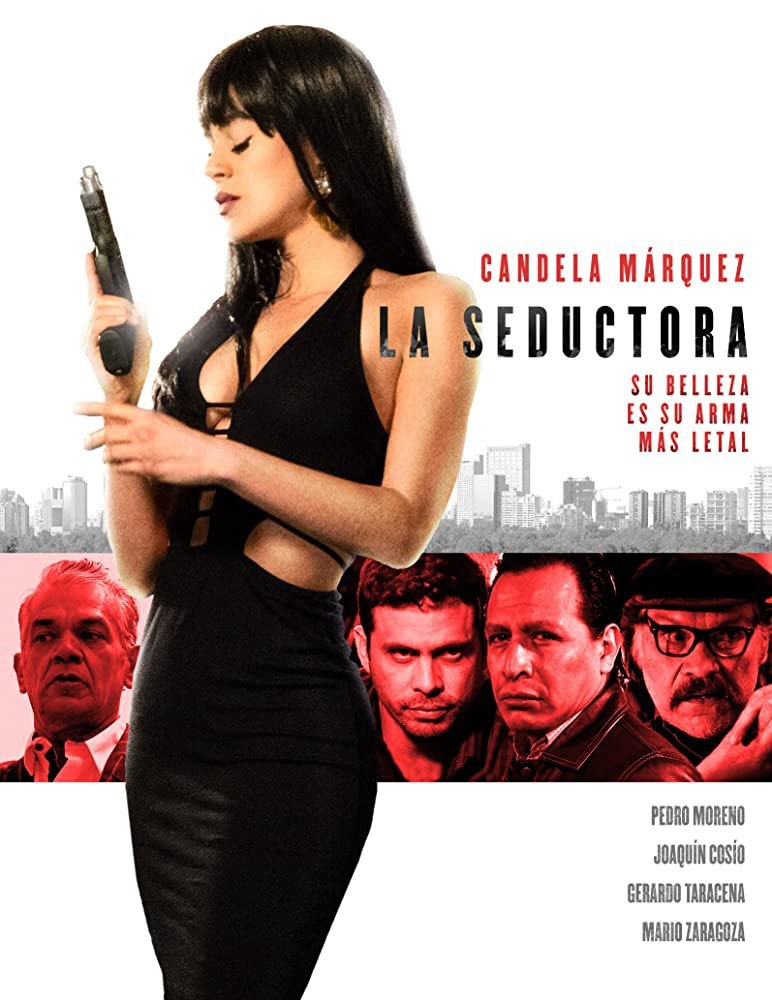 CANDELA MÁRQUEZ
LA SEDUCTORA
SU BELLEZA
ES SU ARMA
MÁS LETAL
PEDRO MORENO
JOAQUÍN COSÍO
GERARDO TARACENA
MARIO ZARAGOZA